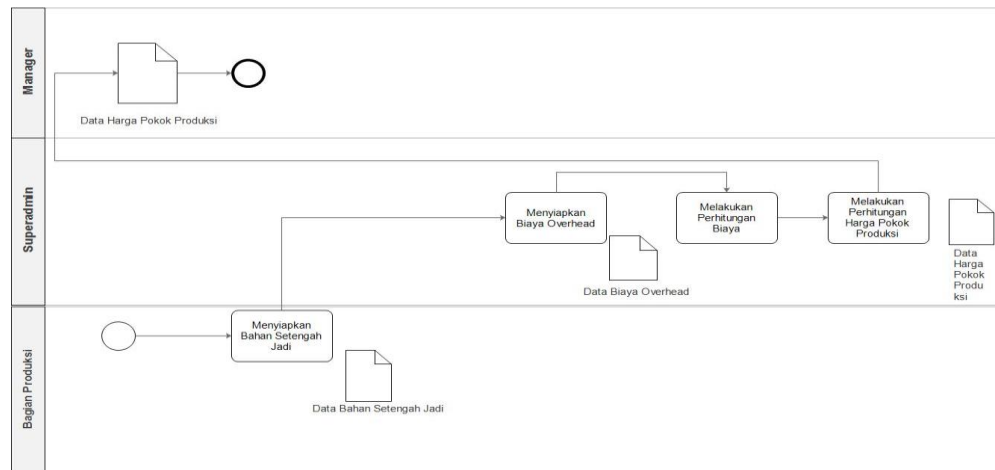 Manager
Data Harga Pokok Produksi
Superadmin
Menyiapkan
Biaya Overhead
Data Biaya Overhead
Melakukan
Perhitungan
Biaya
Melakukan
Perhitungan
Harga Pokok
Produksi
Data
Harga
Pokok
Produ
ksi
Bagian Produksi
Menyiapkan
Bahan Setengah
Jadi
Data Bahan Setengah Jadi